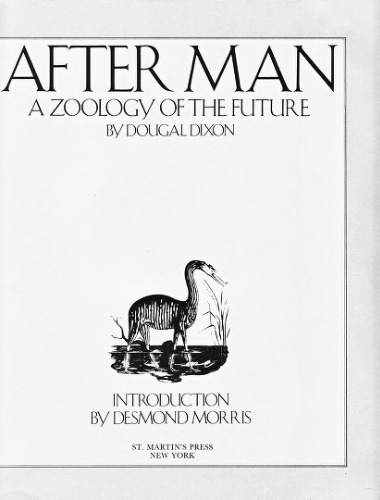 AFTER MAN
A ZOOLOGY OF THE FUTURE
BY DOUGAL DIXON
INTRODUCTION
BY DESMOND MORRIS
ST. MARTIN'S PRESS
NEW YORK